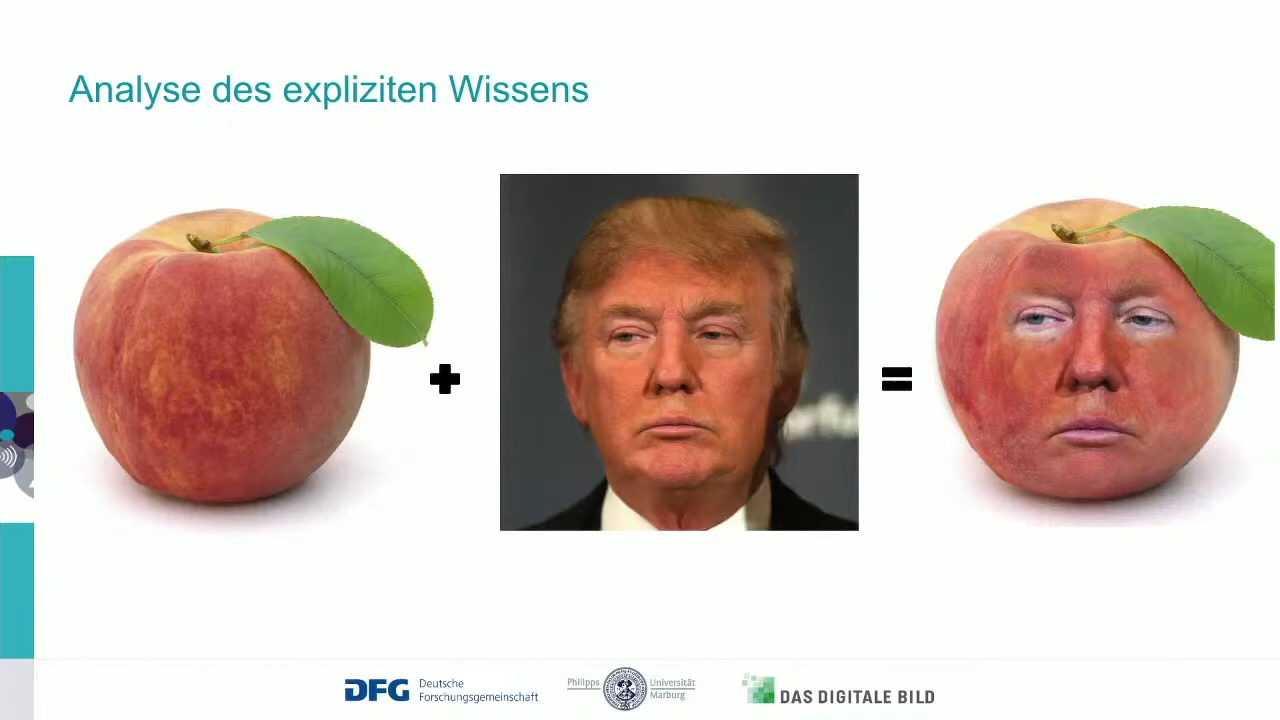 Analyse des expliziten Wissens
DFG
Deutsche
Forschungsgemeinschaft
Philipps
Universität
Marburg
DAS DIGITALE BILD